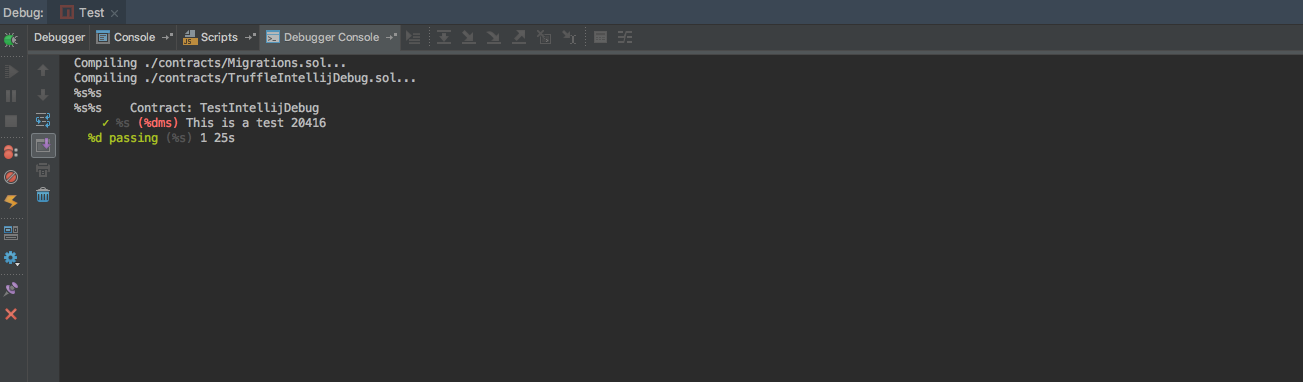 Debug: Test
Debugger Console Scripts Debugger Console
Compiling ./contracts/Migrations.sol...
Compiling ./contracts/TruffleIntellijDebug.sol...
%s%s
%s%s    Contract: TestIntellijDebug
✓ %s (%dms) This is a test 20416
%d passing (%s) 1 25s